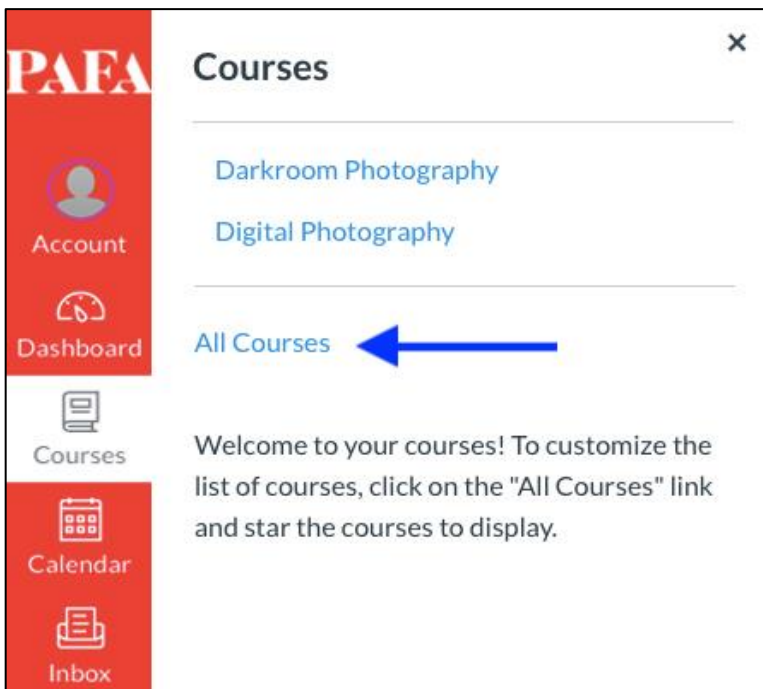 PAFA
Account
Dashboard
Courses
Calendar
Inbox
Courses
×
Darkroom Photography
Digital Photography
All Courses
Welcome to your courses! To customize the
list of courses, click on the "All Courses" link
and star the courses to display.